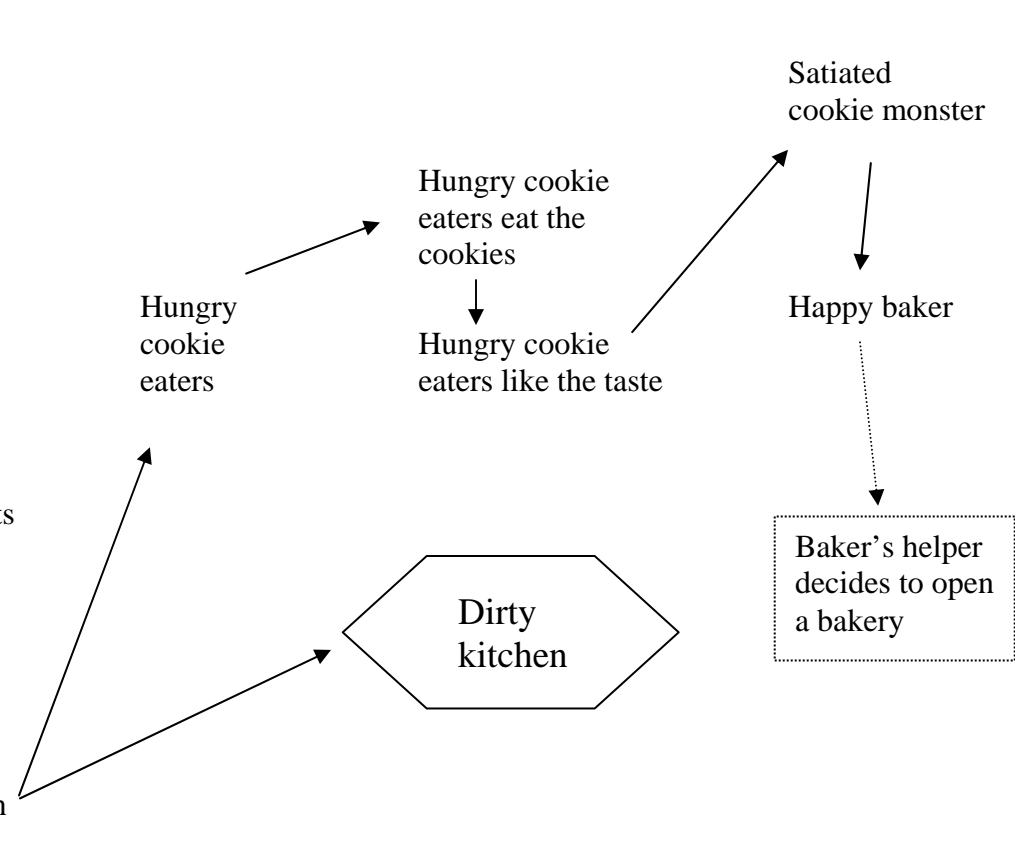 Satiated
cookie monster
Hungry cookie
eaters eat the
cookies
Hungry
cookie
eaters
Happy baker
Hungry cookie
eaters like the taste
Baker’s helper
decides to open
a bakery
Dirty
kitchen